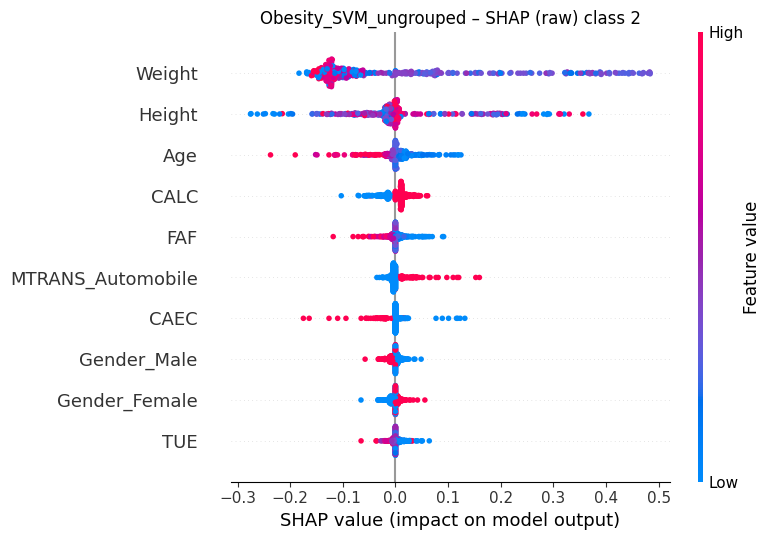 Obesity_SVM_ungrouped – SHAP (raw) class 2
High
Weight
Height
Age
CALC
FAF
MTRANS_Automobile
CAEC
Gender_Male
Gender_Female
TUE
Feature value
Low
−0.3 −0.2 −0.1 0.0 0.1 0.2 0.3 0.4 0.5
SHAP value (impact on model output)